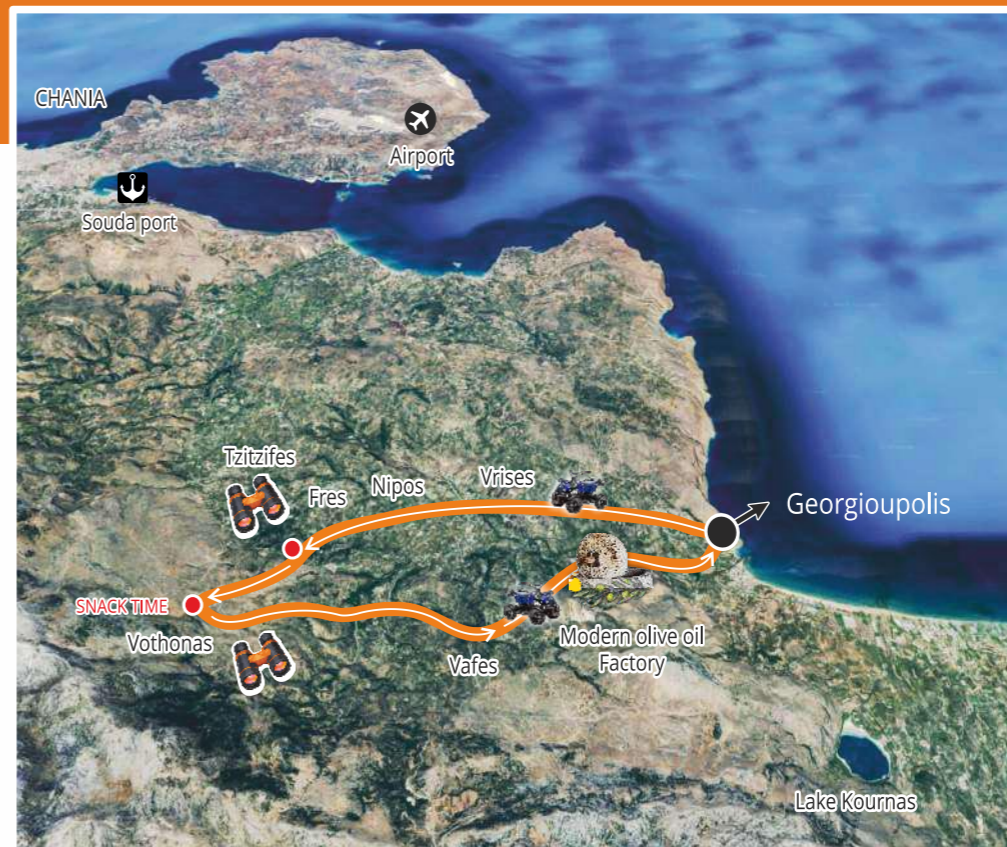 CHANIA
Airport
Souda port
Tzitzifes
Fres
Nipos
Vrises
Georgioupolis
SNACK TIME
Vothonas
Vafes
Modern olive oil
Factory
Lake Kournas